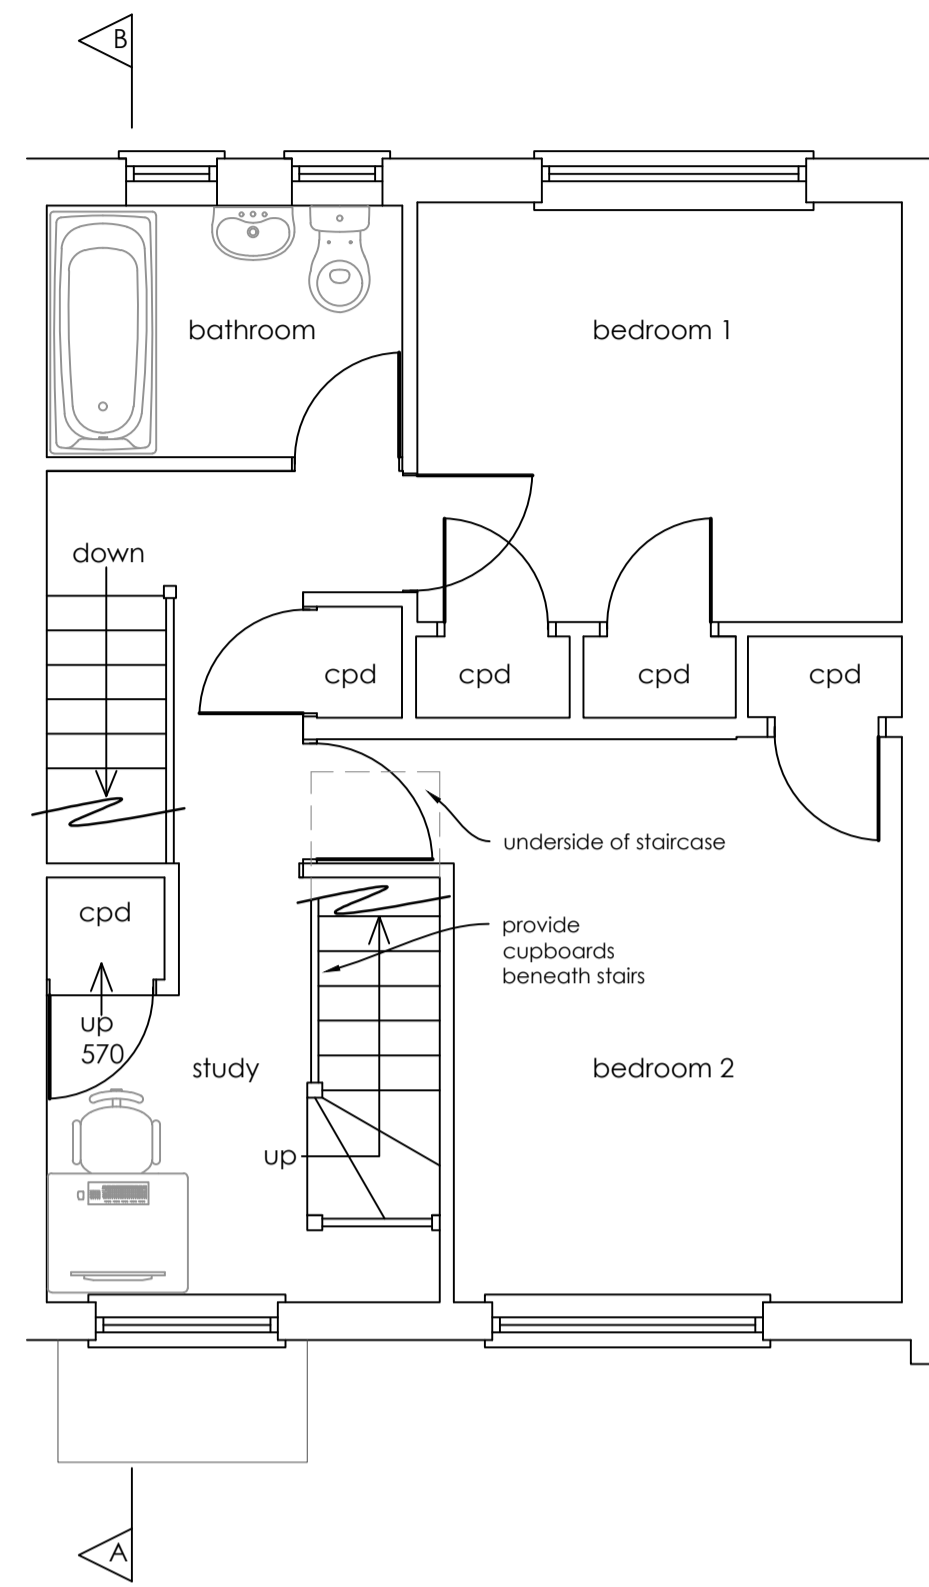 B
bathroom
bedroom 1
down
cpd
cpd
cpd
cpd
underside of staircase
cpd
provide
cupboards
beneath stairs
up
570
study
bedroom 2
up
A